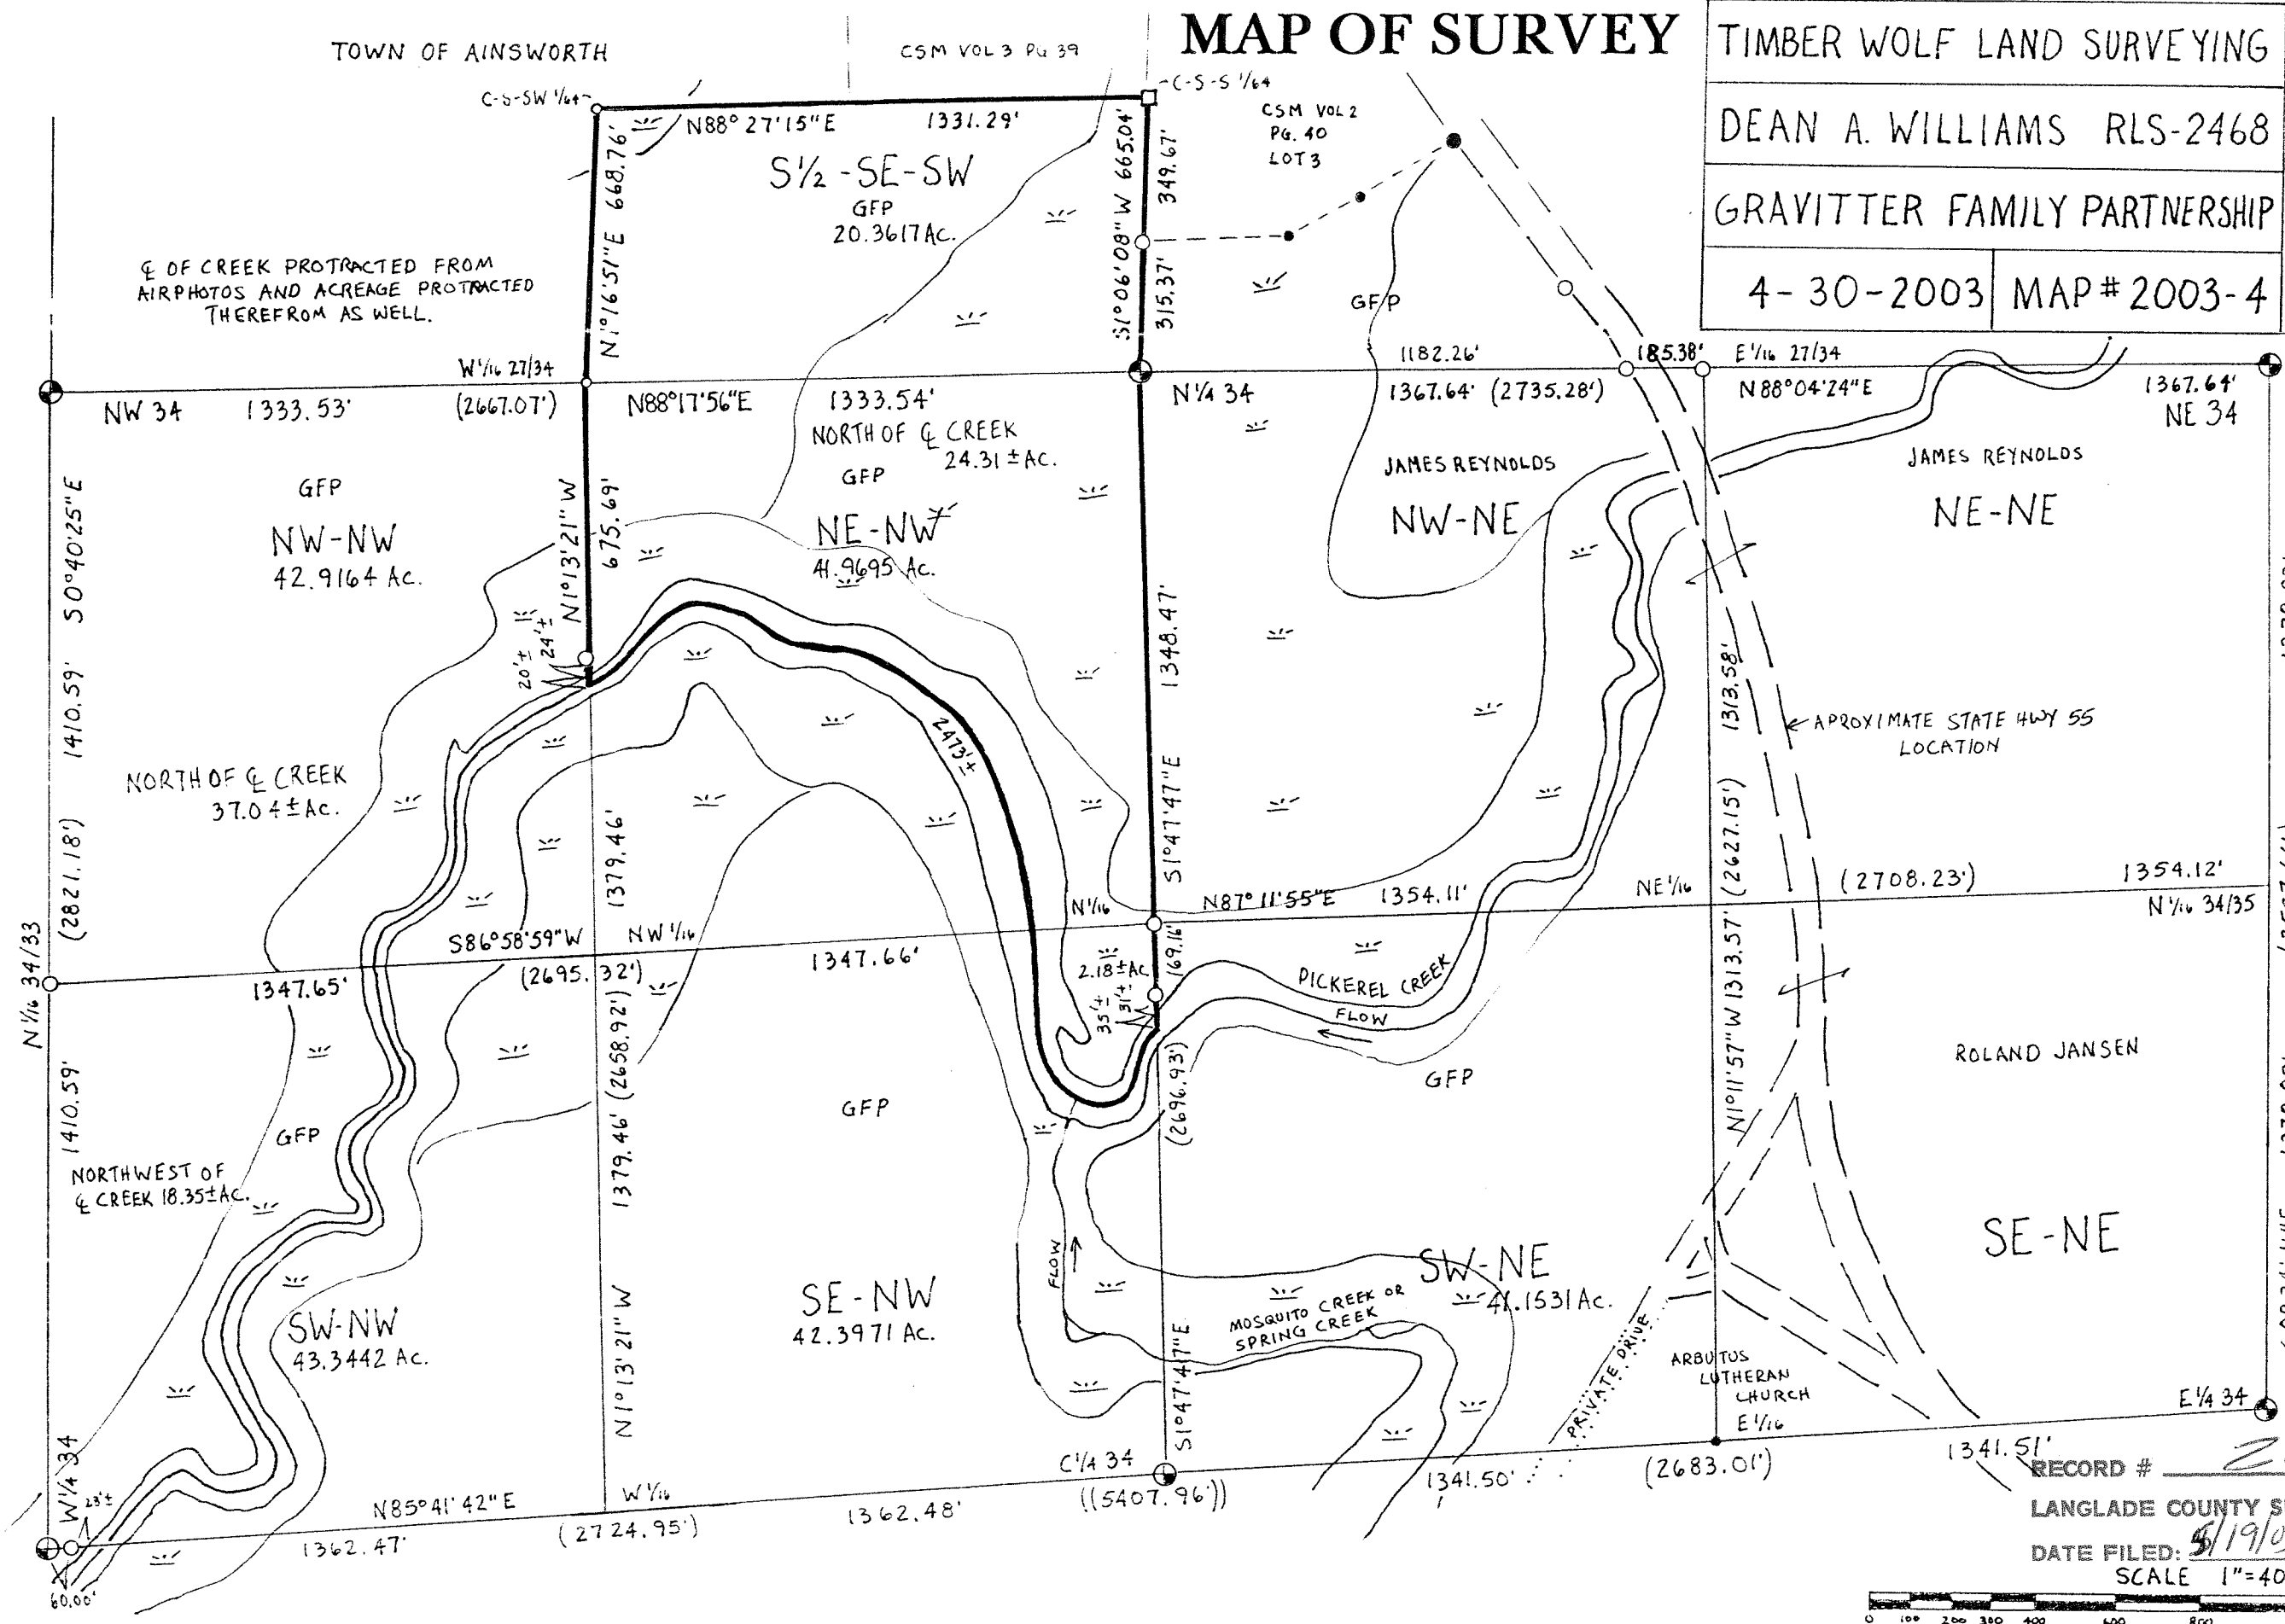 MAP OF SURVEY
TIMBER WOLF LAND SURVEYING
DEAN A. WILLIAMS RLS-2468
GRAVITTER FAMILY PARTNERSHIP
4-30-2003 MAP # 2003-4
TOWN OF AINSWORTH
CSM VOL 3 PG 39
C-S-SW 1/64
C-S-S 1/64
N88°27'15"E 1331.29'
CSM VOL 2
PG. 40
LOT 3
S 1/2 -SE-SW
GFP
20.3617 AC.
N1°16'51"E 668.76'
S1°06'08"W 665.04'
349.67'
315.37'
℄ OF CREEK PROTRACTED FROM
AIRPHOTOS AND ACREAGE PROTRACTED
THEREFROM AS WELL.
GFP
W 1/16 27/34
1182.26'
185.38'
E 1/16 27/34
NW 34 1333.53' (2667.07') N88°17'56"E 1333.54'
N 1/4 34
1367.64' (2735.28')
N88°04'24"E
1367.64'
NE 34
NORTH OF ℄ CREEK
24.31 ± AC.
GFP
NE-NW
41.9695 AC.
GFP
NW-NW
42.9164 AC.
JAMES REYNOLDS
NW-NE
JAMES REYNOLDS
NE-NE
S0°40'25"E
1410.59'
(2821.18')
N1°13'21"W
675.69'
24'±
20'±
1348.47'
1313.58'
2473'±
APROXIMATE STATE HWY 55
LOCATION
NORTH OF ℄ CREEK
37.04 ± AC.
1379.46'
S1°47'47"E
(2627.15')
N 1/16
N87°11'55"E 1354.11'
NE 1/16
(2708.23')
1354.12'
N 1/16 34/35
N 1/16 34/33
S86°58'59"W
NW 1/16
1347.65'
(2695.32')
1347.66'
2.18 ± AC
169.16'
35'±
31'±
PICKEREL CREEK
FLOW
(2658.92')
1379.46'
(2696.93')
N1°11'57"W 1313.57'
ROLAND JANSEN
1410.59'
GFP
GFP
GFP
NORTHWEST OF
℄ CREEK 18.35 ± AC.
SW-NW
43.3442 AC.
SE-NW
42.3971 AC.
FLOW
SW-NE
41.1531 AC.
SE-NE
MOSQUITO CREEK OR
SPRING CREEK
N1°13'21"W
S1°47'47"E
PRIVATE DRIVE
ARBUTUS
LUTHERAN
CHURCH
E 1/16
E 1/4 34
W 1/4 34
23'±
60.00'
N85°41'42"E
W 1/16
C 1/4 34
1362.47'
(2724.95')
1362.48'
((5407.96'))
1341.50'
(2683.01')
1341.51'
RECORD #
LANGLADE COUNTY
DATE FILED: 5/19/0
SCALE 1"=40
0 100 200 300 400 600 800